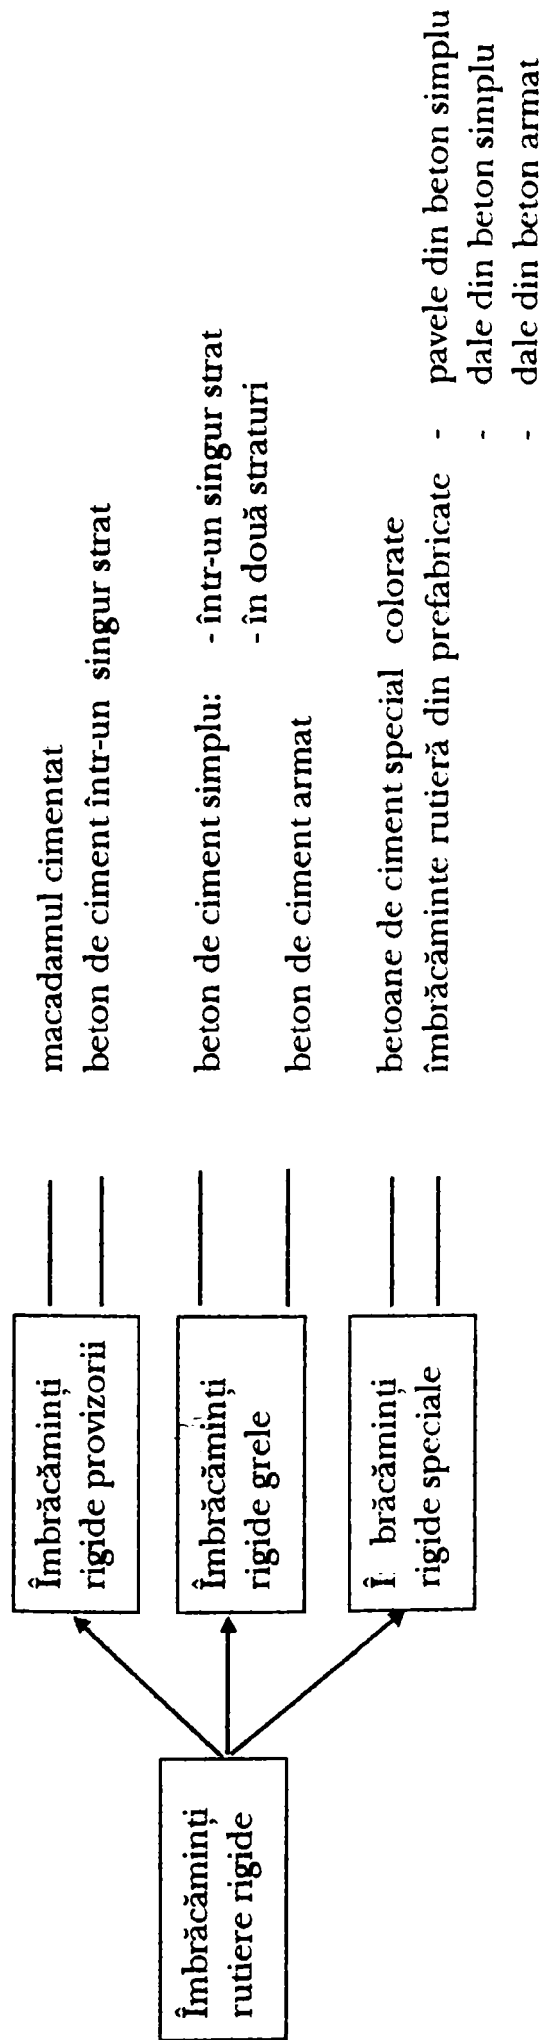 Îmbrăcăminți
rutiere rigide
Îmbrăcăminți
rigide provizorii
macadamul cimentat
beton de ciment într-un singur strat
Îmbrăcăminți
rigide grele
beton de ciment simplu: - într-un singur strat
- în două straturi
beton de ciment armat
Î brăcăminți
rigide speciale
betoane de ciment special colorate
îmbrăcăminte rutieră din prefabricate - pavele din beton simplu
- dale din beton simplu
- dale din beton armat